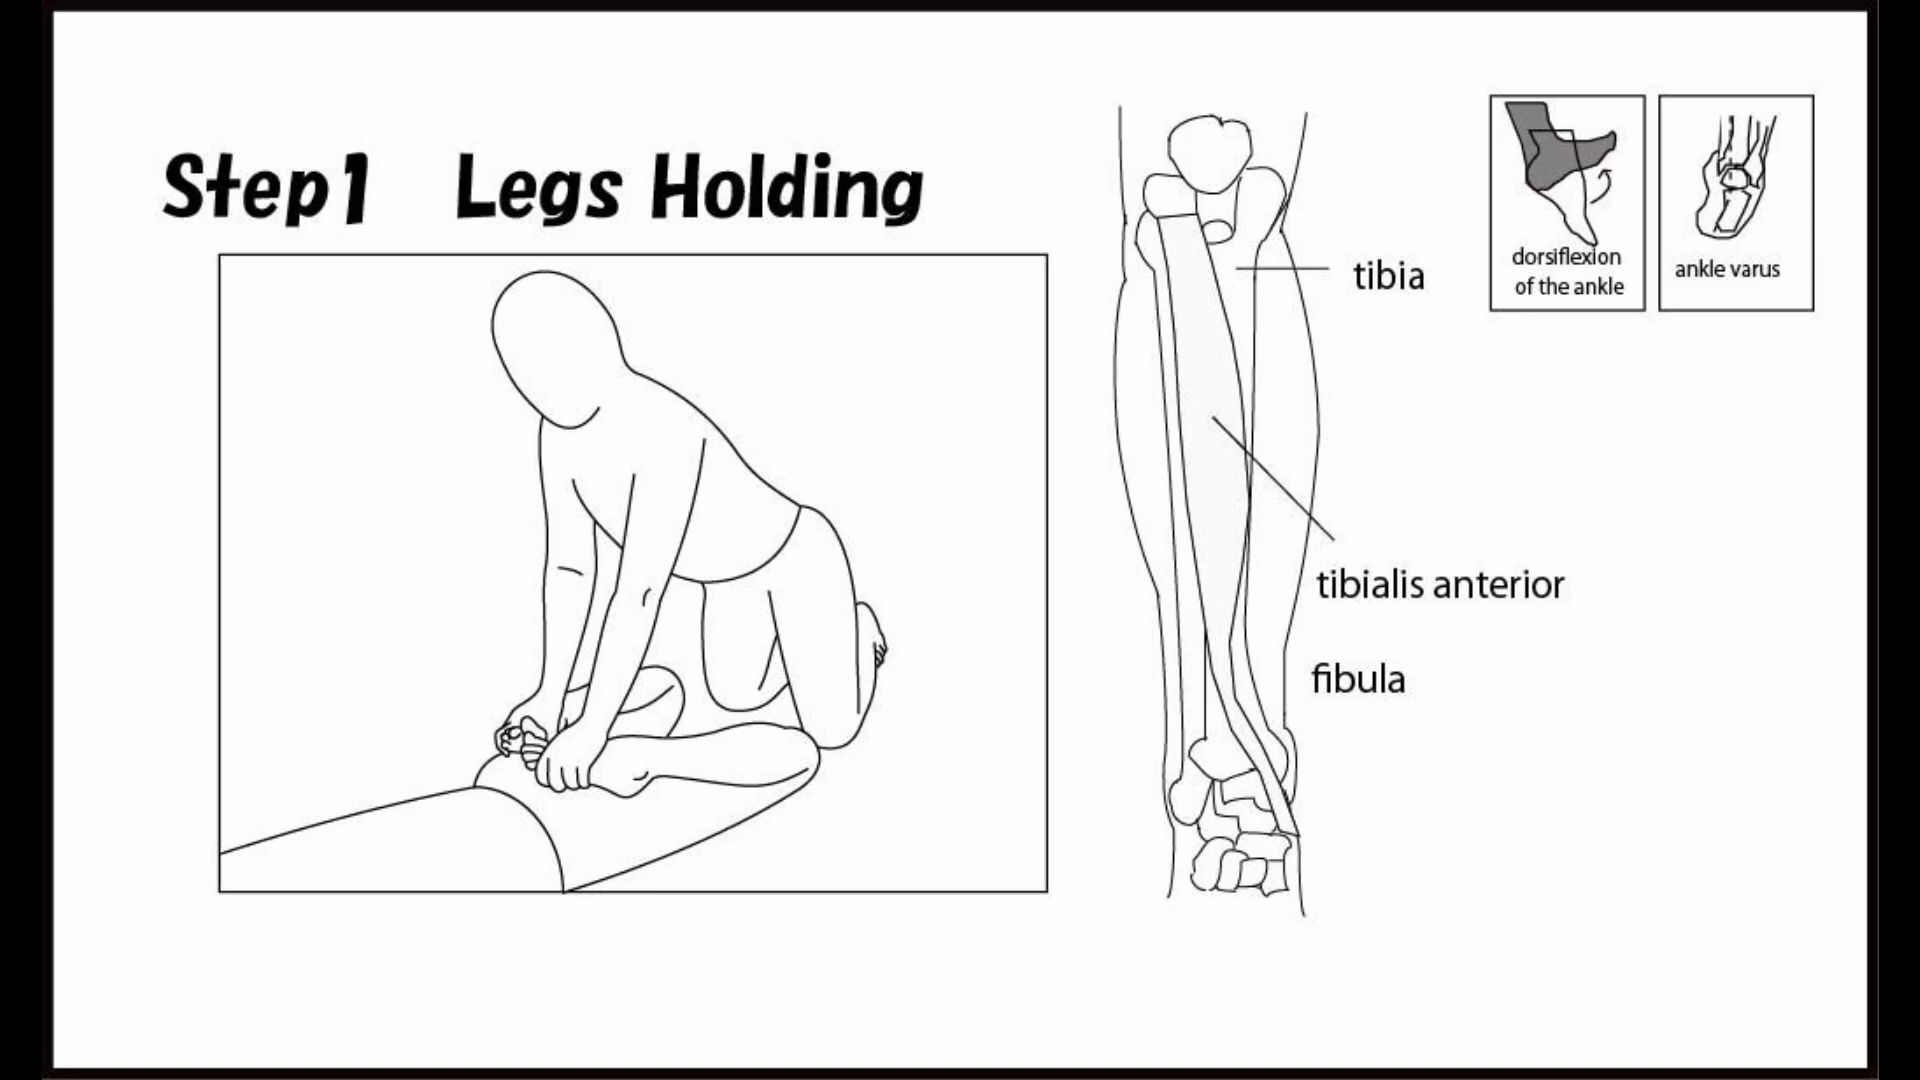 Step1 Legs Holding
tibia
tibialis anterior
fibula
dorsiflexion
of the ankle
ankle varus